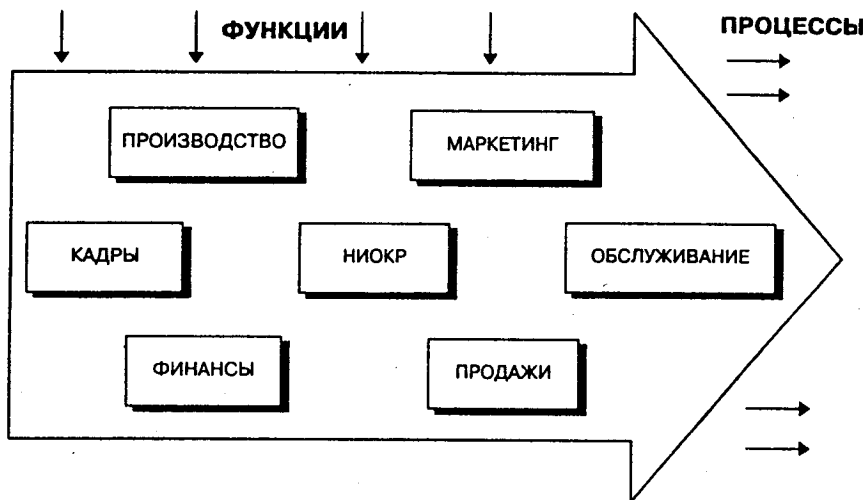 ФУНКЦИИ
ПРОЦЕССЫ
ПРОИЗВОДСТВО
МАРКЕТИНГ
КАДРЫ
НИОКР
ОБСЛУЖИВАНИЕ
ФИНАНСЫ
ПРОДАЖИ